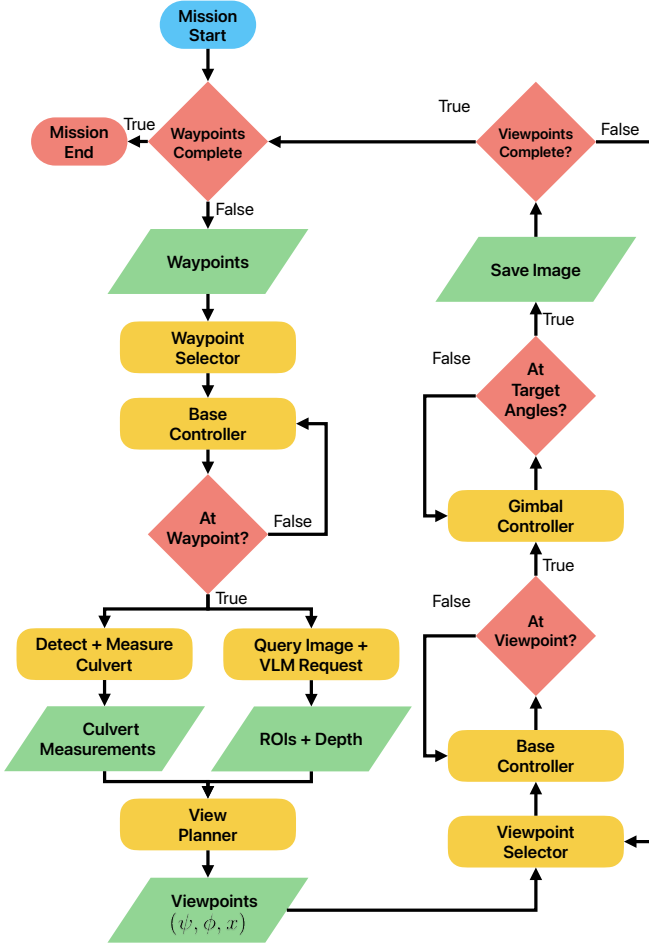 Mission
Start
Mission
End
True
Waypoints
Complete
False
Waypoints
Waypoint
Selector
Base
Controller
At
Waypoint?
False
True
Detect + Measure
Culvert
Query Image +
VLM Request
Culvert
Measurements
ROIs + Depth
View
Planner
Viewpoints
(ψ, ϕ, x)
True
Viewpoints
Complete?
False
Save Image
True
False
At
Target
Angles?
Gimbal
Controller
True
False
At
Viewpoint?
Base
Controller
Viewpoint
Selector